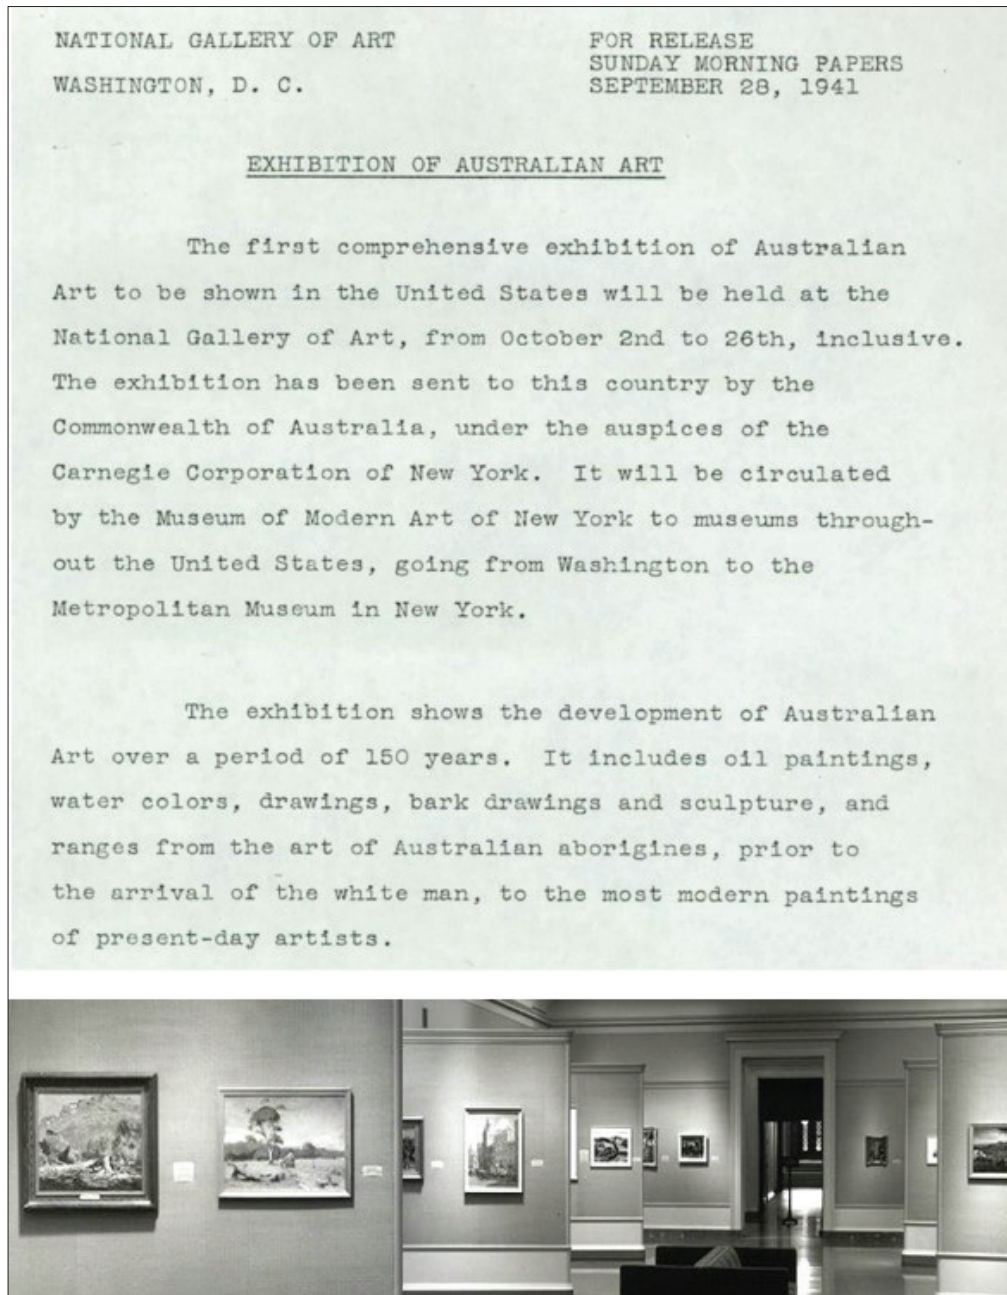 NATIONAL GALLERY OF ART
WASHINGTON, D. C.
FOR RELEASE
SUNDAY MORNING PAPERS
SEPTEMBER 28, 1941
EXHIBITION OF AUSTRALIAN ART
The first comprehensive exhibition of Australian
Art to be shown in the United States will be held at the
National Gallery of Art, from October 2nd to 26th, inclusive.
The exhibition has been sent to this country by the
Commonwealth of Australia, under the auspices of the
Carnegie Corporation of New York. It will be circulated
by the Museum of Modern Art of New York to museums through-
out the United States, going from Washington to the
Metropolitan Museum in New York.
The exhibition shows the development of Australian
Art over a period of 150 years. It includes oil paintings,
water colors, drawings, bark drawings and sculpture, and
ranges from the art of Australian aborigines, prior to
the arrival of the white man, to the most modern paintings
of present-day artists.